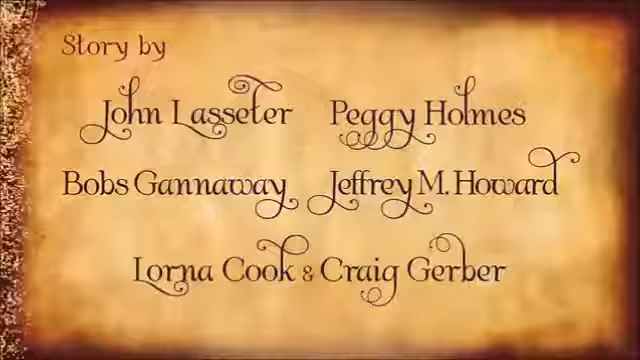 Story by
John Lasseter Peggy Holmes
Bobs Gannaway Jeffrey M. Howard
Lorna Cook & Craig Gerber